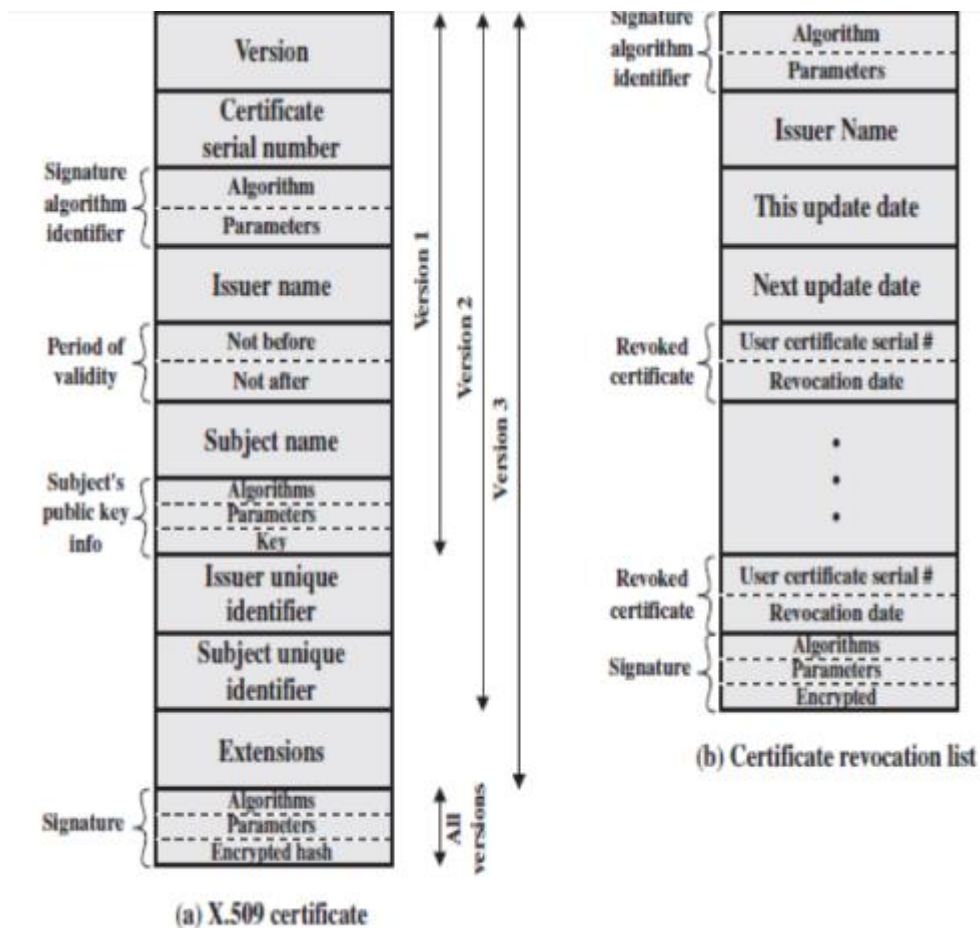 Version
Certificate
serial number
Signature
algorithm
identifier
Algorithm
Parameters
Issuer name
Period of
validity
Not before
Not after
Subject name
Subject's
public key
info
Algorithms
Parameters
Key
Issuer unique
identifier
Subject unique
identifier
Extensions
Signature
Algorithms
Parameters
Encrypted hash
Version 1
Version 2
Version 3
All
versions
(a) X.509 certificate
Signature
algorithm
identifier
Algorithm
Parameters
Issuer Name
This update date
Next update date
Revoked
certificate
User certificate serial #
Revocation date
Revoked
certificate
User certificate serial #
Revocation date
Signature
Algorithms
Parameters
Encrypted
(b) Certificate revocation list